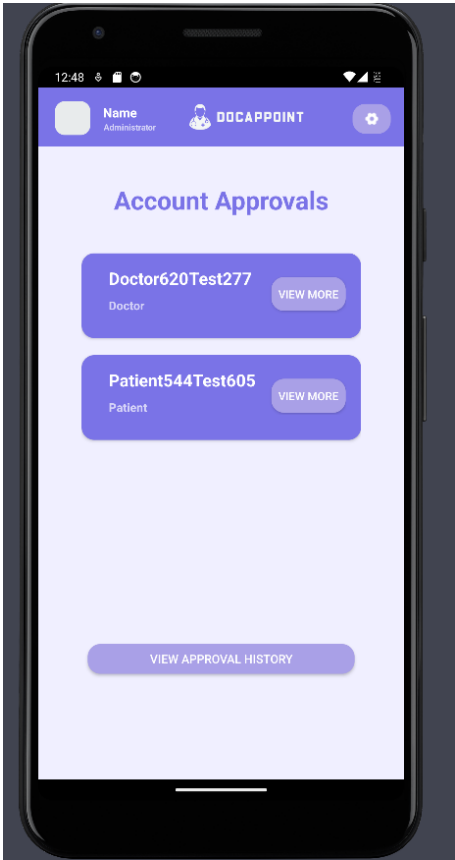 12:48
Name
Administrator
DOCAPPOINT
Account Approvals
Doctor620Test277
Doctor
VIEW MORE
Patient544Test605
Patient
VIEW MORE
VIEW APPROVAL HISTORY